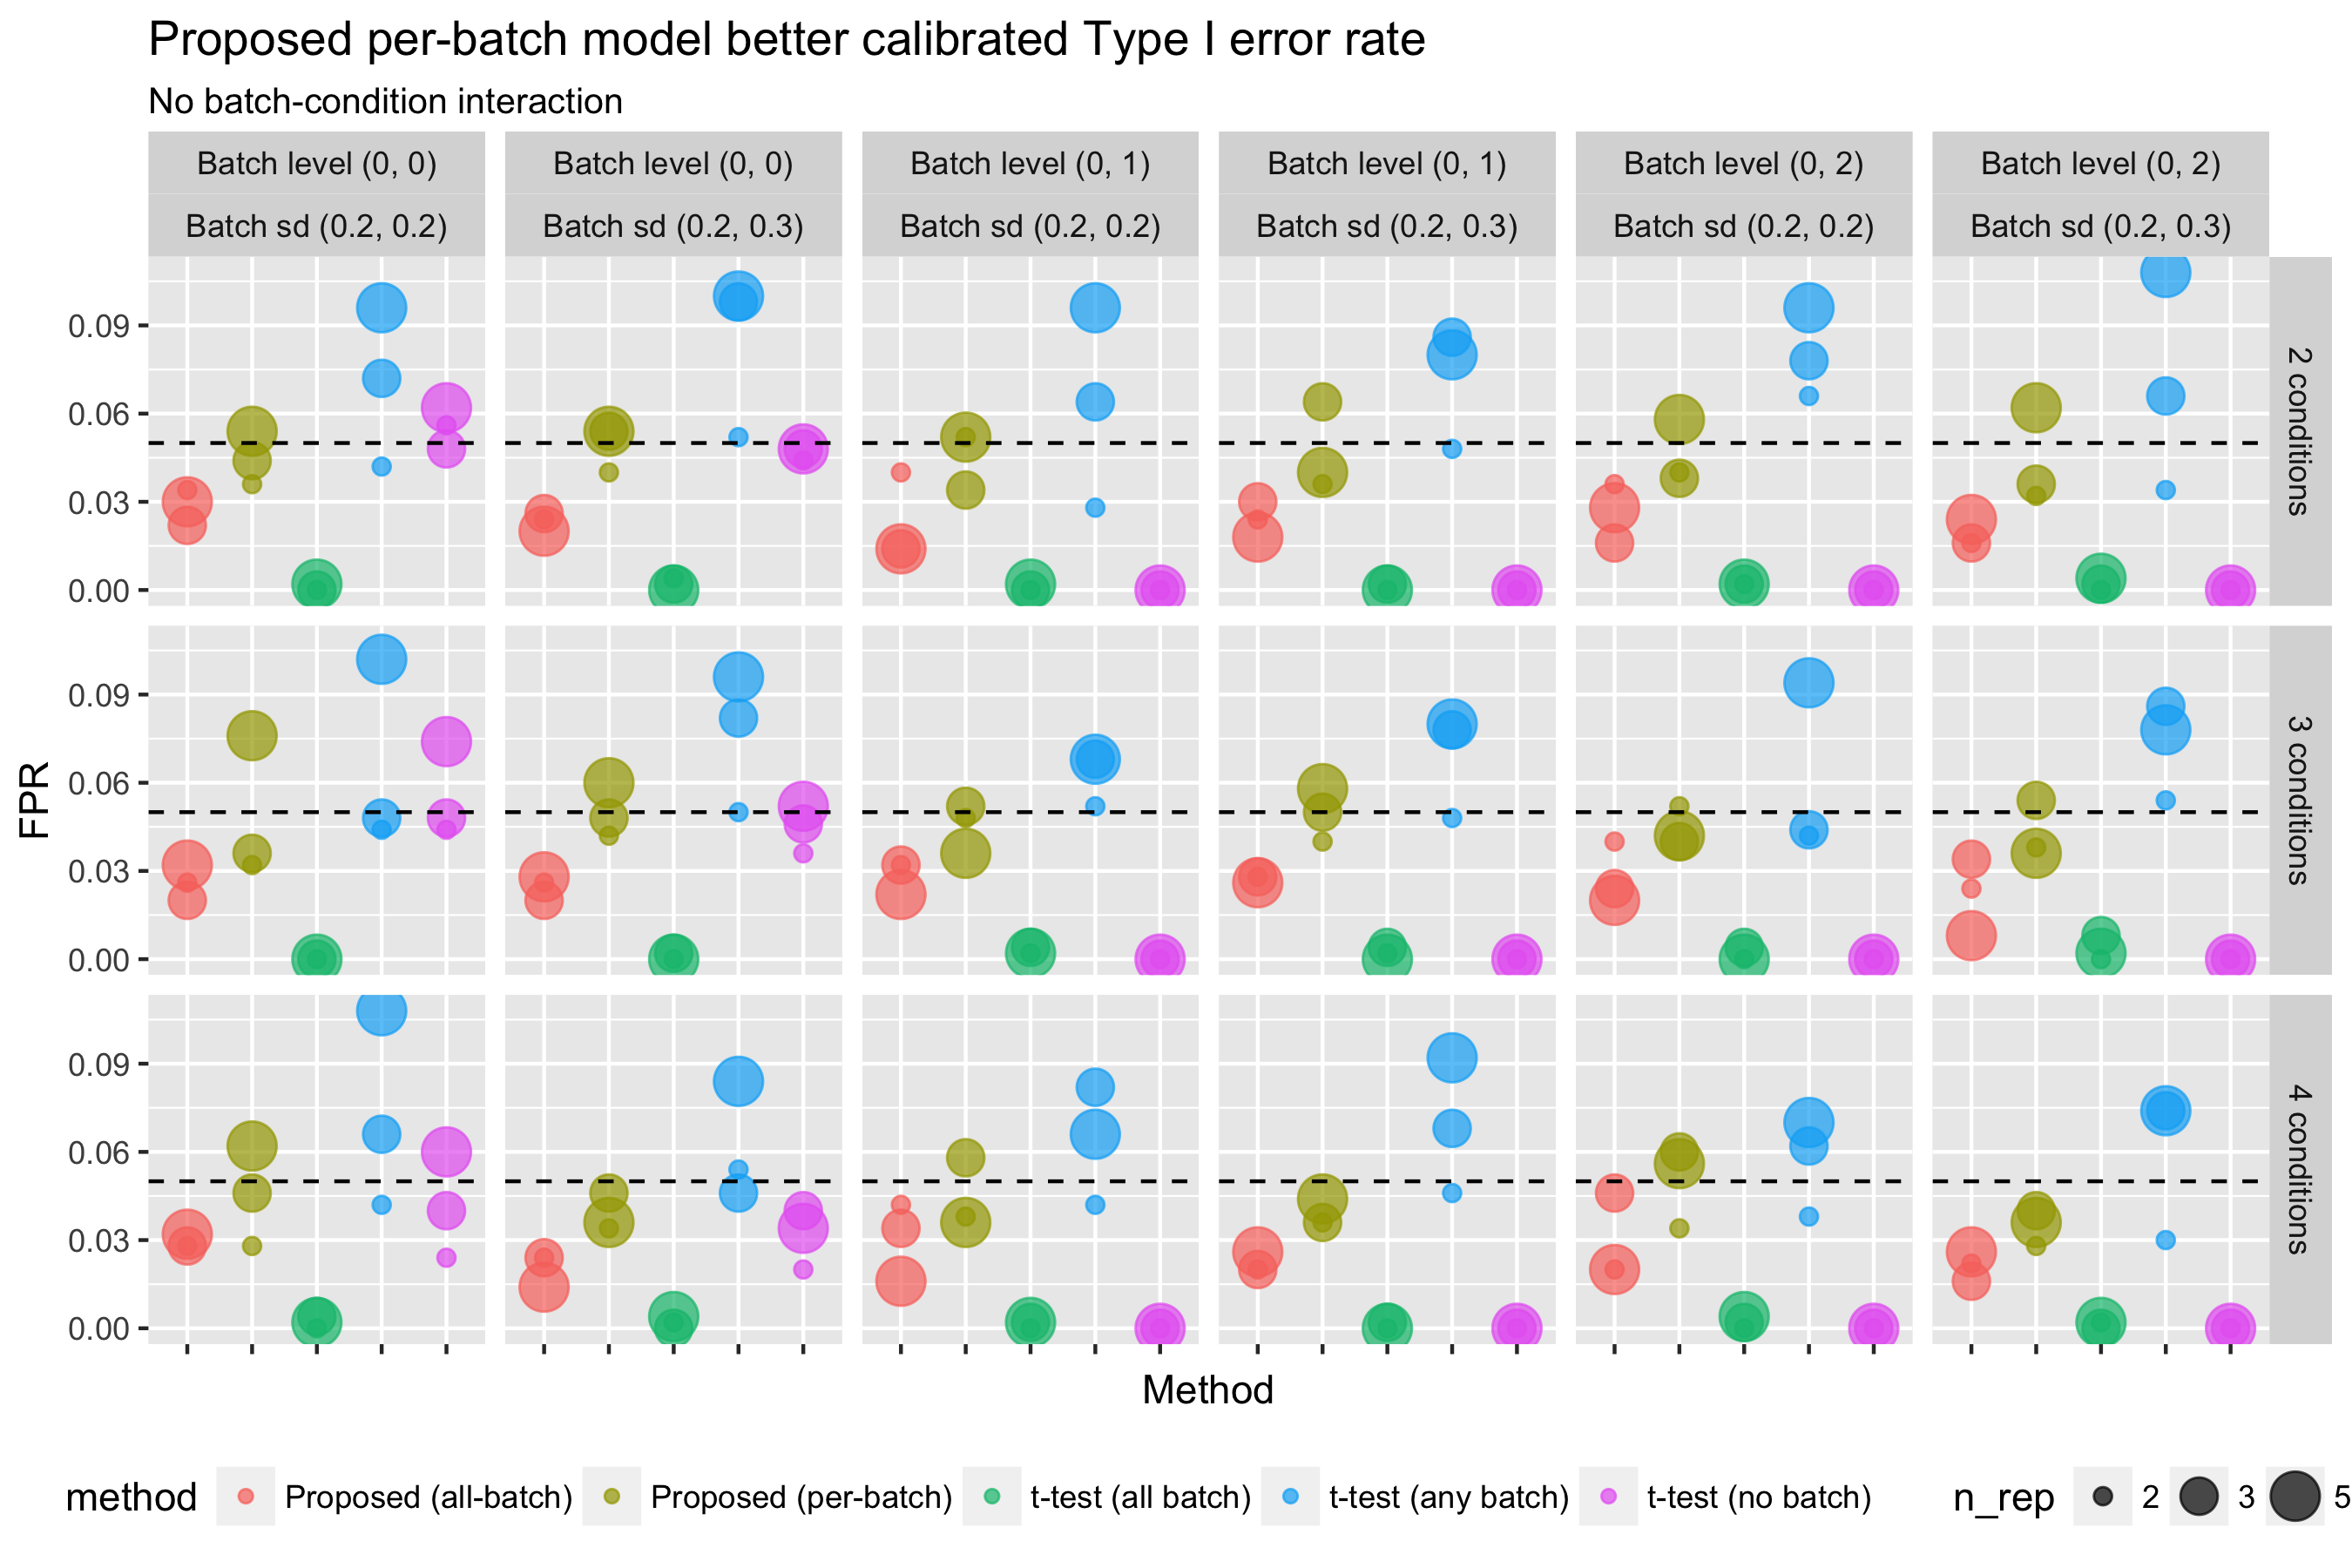 Proposed per-batch model better calibrated Type I error rate
No batch-condition interaction
Batch level (0, 0) Batch level (0, 0) Batch level (0, 1) Batch level (0, 1) Batch level (0, 2) Batch level (0, 2)
Batch sd (0.2, 0.2) Batch sd (0.2, 0.3) Batch sd (0.2, 0.2) Batch sd (0.2, 0.3) Batch sd (0.2, 0.2) Batch sd (0.2, 0.3)
0.09
0.06
0.03
0.00
2 conditions
0.09
0.06
0.03
0.00
3 conditions
0.09
0.06
0.03
0.00
4 conditions
FPR
Method
method Proposed (all-batch) Proposed (per-batch) t-test (all batch) t-test (any batch) t-test (no batch) n_rep 2 3 5